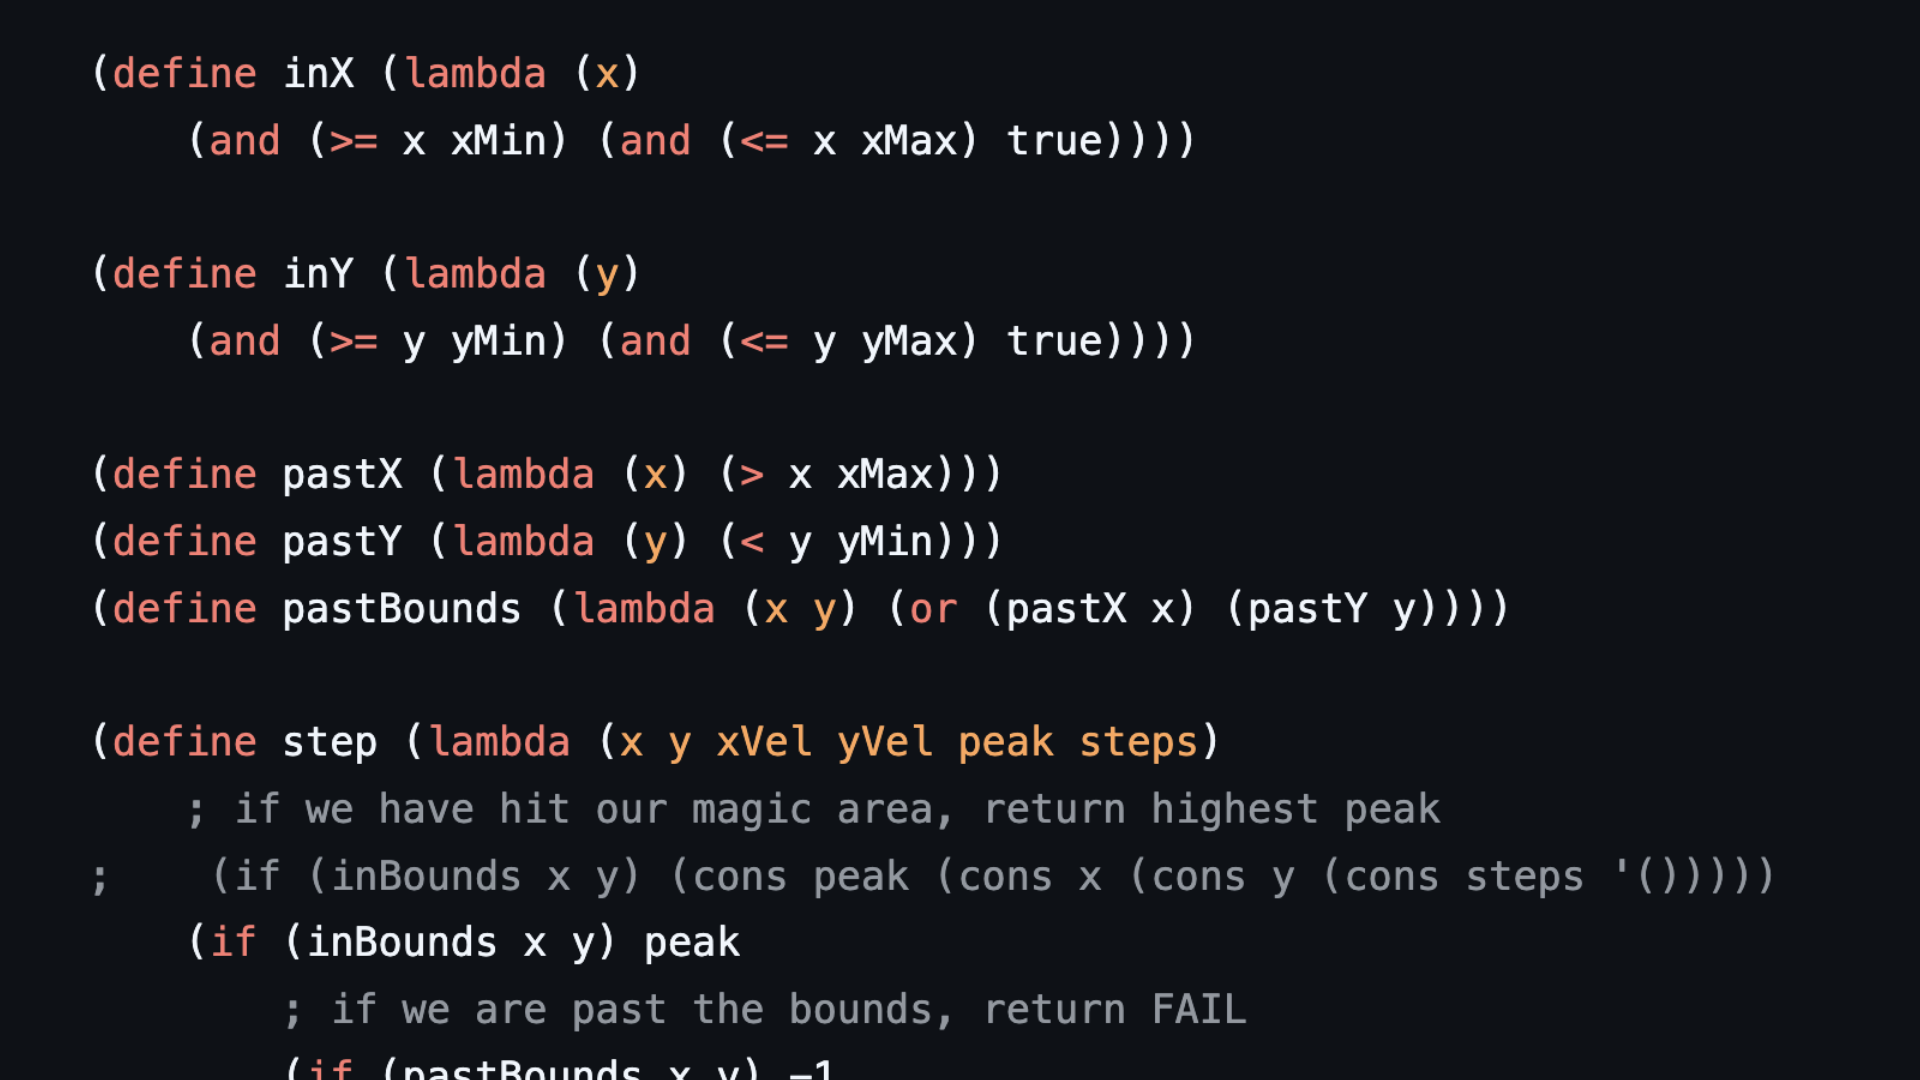 (define inX (lambda (x)
    (and (>= x xMin) (and (<= x xMax) true))))
(define inY (lambda (y)
    (and (>= y yMin) (and (<= y yMax) true))))
(define pastX (lambda (x) (> x xMax)))
(define pastY (lambda (y) (< y yMin)))
(define pastBounds (lambda (x y) (or (pastX x) (pastY y))))
(define step (lambda (x y xVel yVel peak steps)
    ; if we have hit our magic area, return highest peak
;    (if (inBounds x y) (cons peak (cons x (cons y (cons steps '()))))
    (if (inBounds x y) peak
        ; if we are past the bounds, return FAIL
        (if (pastBounds x y) -1